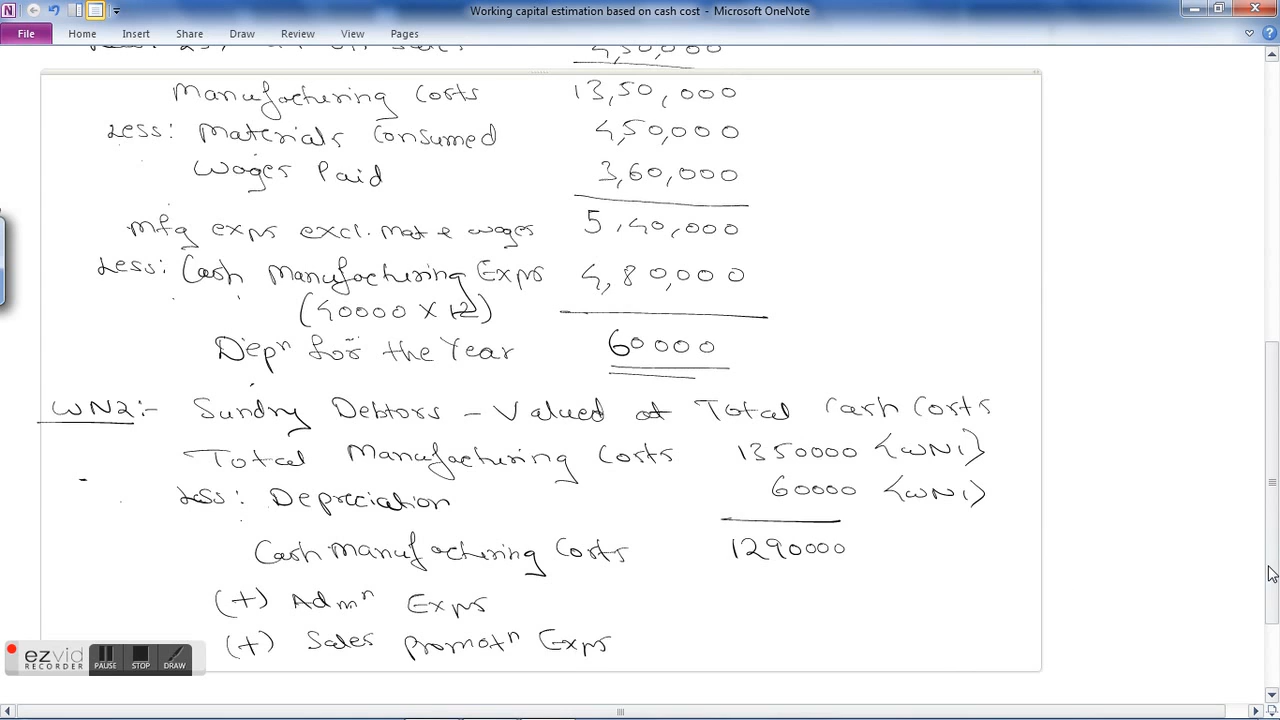 Working capital estimation based on cash cost - Microsoft OneNote
File Home Insert Share Draw Review View Pages
4,50,000
Manufacturing Costs 13,50,000
Less: Materials Consumed 4,50,000
Wages Paid 3,60,000
Mfg exps excl. mat & wages 5,40,000
Less: Cash Manufacturing Exps 4,80,000
(40000 X 12)
Depn for the Year 60000
WN2:- Sundry Debtors - Valued at Total Cash Costs
Total Manufacturing Costs 1350000 {WN1}
Less: Depreciation 60000 {WN1}
Cash Manufacturing Costs 1290000
(+) Admn Exps
(+) Sales Promotn Exps
ezvid
RECORDER
PAUSE STOP DRAW